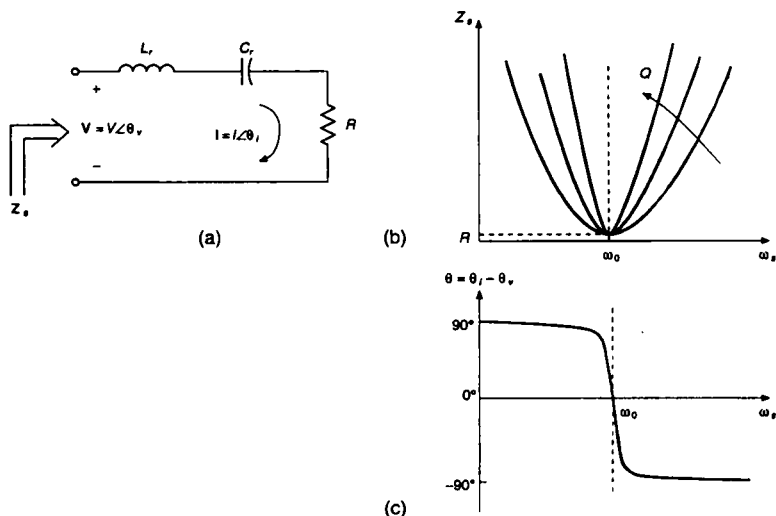 L_r
C_r
+
V = V∠θ_v
I = I∠θ_i
R
−
Z_s
(a)
Z_s
Q
R
ω_0
ω_s
(b)
θ = θ_i − θ_v
90°
0°
ω_0
ω_s
−90°
(c)